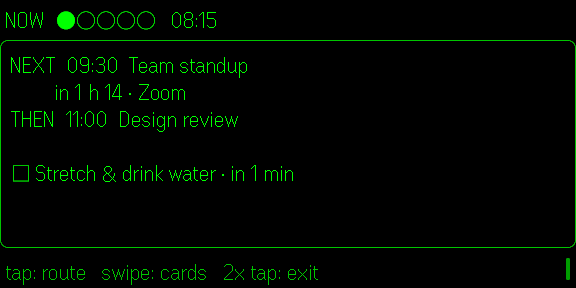 NOW ●○○○○ 08:15
NEXT 09:30 Team standup
in 1 h 14 · Zoom
THEN 11:00 Design review
☐ Stretch & drink water · in 1 min
tap: route swipe: cards 2x tap: exit